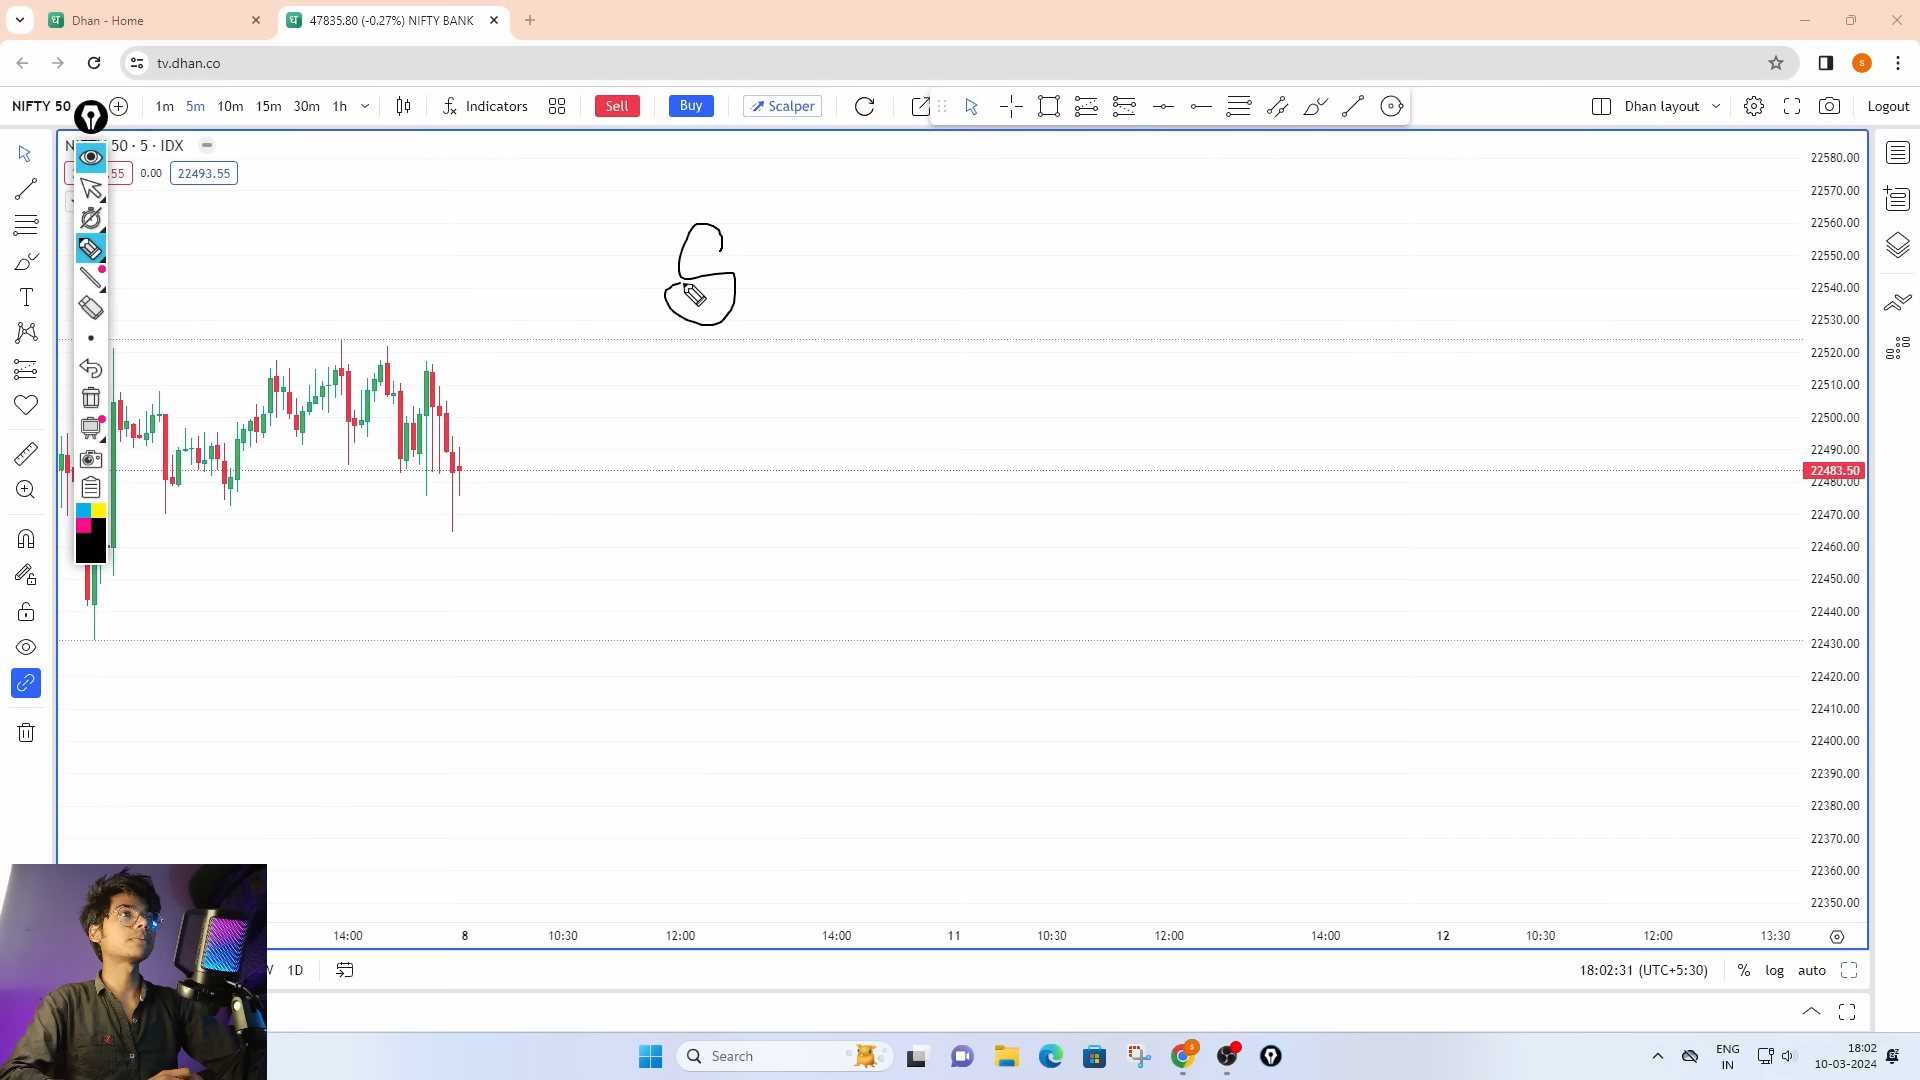 Dhan - Home
47835.80 (-0.27%) NIFTY BANK
tv.dhan.co
S
NIFTY 50
1m 5m 10m 15m 30m 1h
Indicators
Sell
Buy
Scalper
Dhan layout
Logout
50 · 5 · IDX
.55
0.00
22493.55
22580.00
22570.00
22560.00
22550.00
22540.00
22530.00
22520.00
22510.00
22500.00
22490.00
22483.50
22480.00
22470.00
22460.00
22450.00
22440.00
22430.00
22420.00
22410.00
22400.00
22390.00
22380.00
22370.00
22360.00
22350.00
14:00 8 10:30 12:00 14:00 11 10:30 12:00 14:00 12 10:30 12:00 13:30
1D
18:02:31 (UTC+5:30)
% log auto
Search
ENG
IN
18:02
10-03-2024